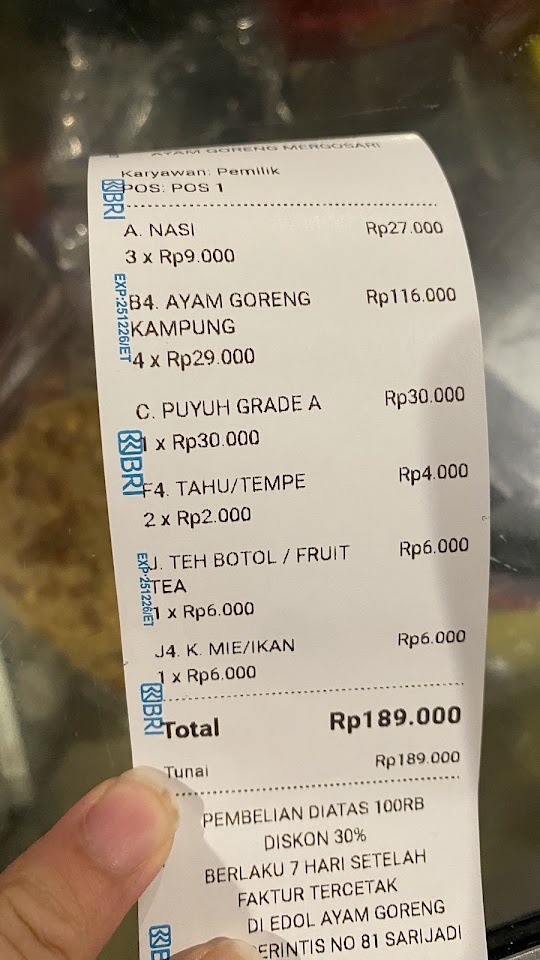 AYAM GORENG MERGOSARI
Karyawan: Pemilik
POS: POS 1
BRI
A. NASI Rp27.000
3 x Rp9.000
EXP:251226/ET
B4. AYAM GORENG Rp116.000
KAMPUNG
4 x Rp29.000
C. PUYUH GRADE A Rp30.000
1 x Rp30.000
BRI
F4. TAHU/TEMPE Rp4.000
2 x Rp2.000
J. TEH BOTOL / FRUIT Rp6.000
TEA
EXP:251226/ET
1 x Rp6.000
J4. K. MIE/IKAN Rp6.000
1 x Rp6.000
BRI
Total Rp189.000
Tunai Rp189.000
PEMBELIAN DIATAS 100RB
DISKON 30%
BERLAKU 7 HARI SETELAH
FAKTUR TERCETAK
DI EDOL AYAM GORENG
ERINTIS NO 81 SARIJADI